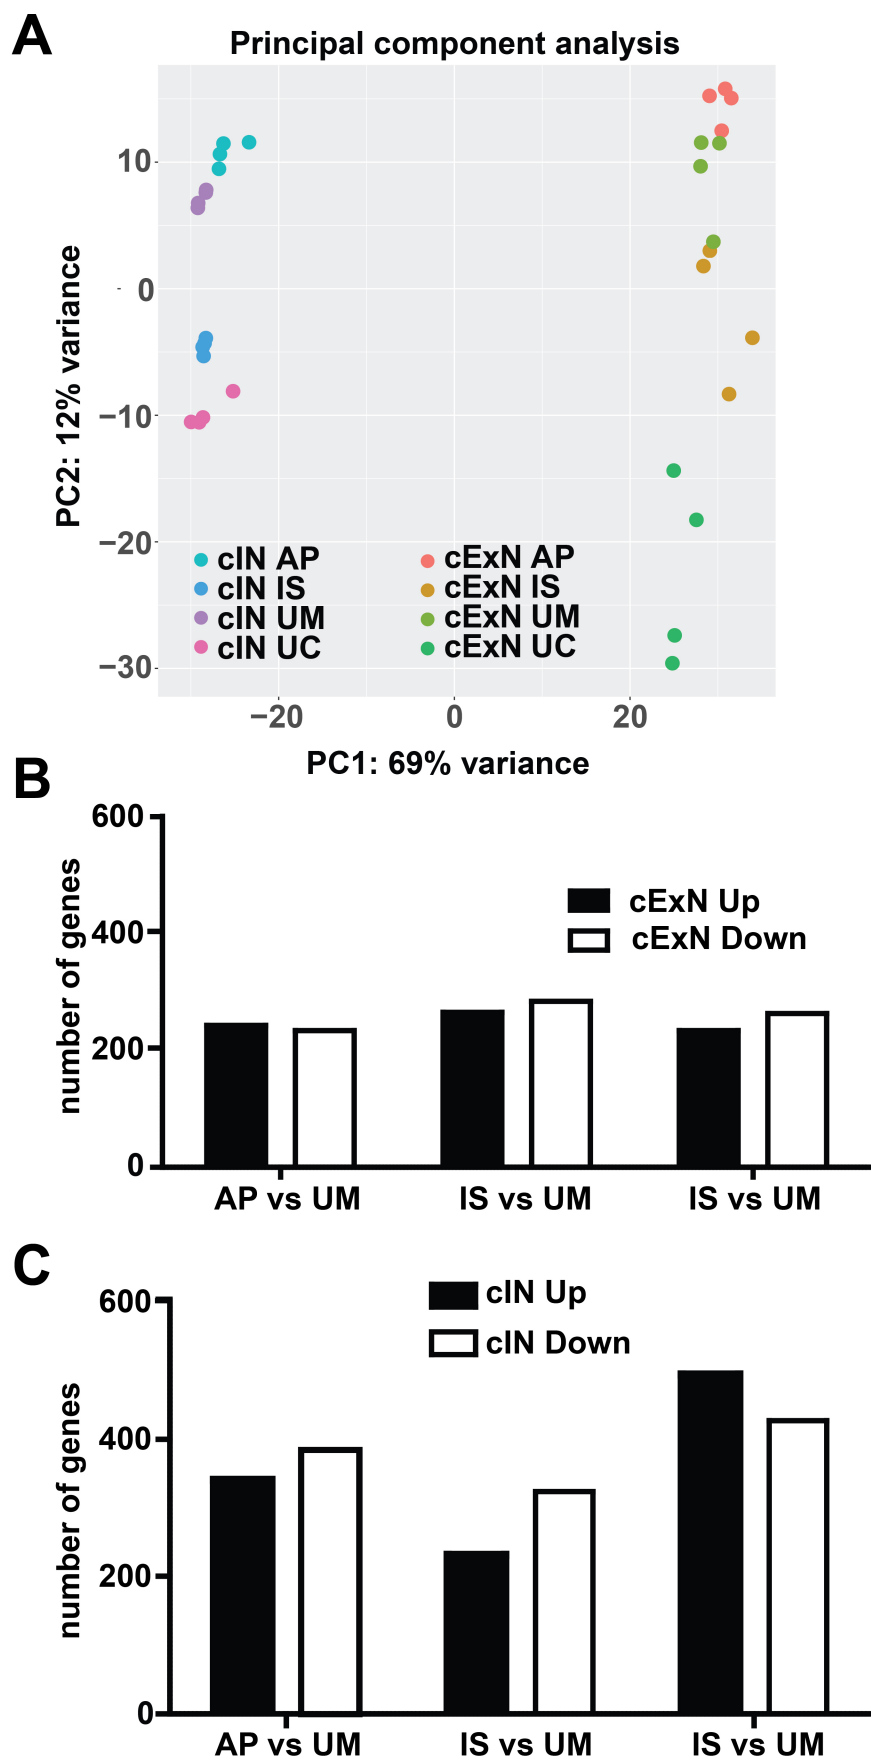 A
Principal component analysis
10
0
−10
−20
−30
PC2: 12% variance
cIN AP
cIN IS
cIN UM
cIN UC
cExN AP
cExN IS
cExN UM
cExN UC
−20 0 20
PC1: 69% variance
B
600
400
200
0
number of genes
cExN Up
cExN Down
AP vs UM IS vs UM IS vs UM
C
600
400
200
0
number of genes
cIN Up
cIN Down
AP vs UM IS vs UM IS vs UM